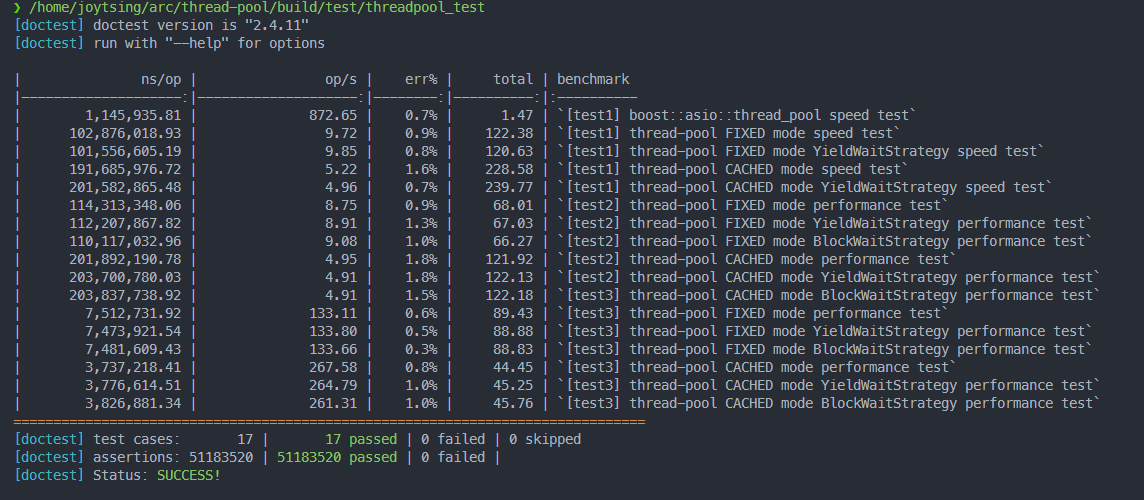 ❯ /home/joytsing/arc/thread-pool/build/test/threadpool_test
[doctest] doctest version is "2.4.11"
[doctest] run with "--help" for options
| ns/op | op/s | err% | total | benchmark
|--------------------:|--------------------:|--------:|----------:|:----------
| 1,145,935.81 | 872.65 | 0.7% | 1.47 | `[test1] boost::asio::thread_pool speed test`
| 102,876,018.93 | 9.72 | 0.9% | 122.38 | `[test1] thread-pool FIXED mode speed test`
| 101,556,605.19 | 9.85 | 0.8% | 120.63 | `[test1] thread-pool FIXED mode YieldWaitStrategy speed test`
| 191,685,976.72 | 5.22 | 1.6% | 228.58 | `[test1] thread-pool CACHED mode speed test`
| 201,582,865.48 | 4.96 | 0.7% | 239.77 | `[test1] thread-pool CACHED mode YieldWaitStrategy speed test`
| 114,313,348.06 | 8.75 | 0.9% | 68.01 | `[test2] thread-pool FIXED mode performance test`
| 112,207,867.82 | 8.91 | 1.3% | 67.03 | `[test2] thread-pool FIXED mode YieldWaitStrategy performance test`
| 110,117,032.96 | 9.08 | 1.0% | 66.27 | `[test2] thread-pool FIXED mode BlockWaitStrategy performance test`
| 201,892,190.78 | 4.95 | 1.8% | 121.92 | `[test2] thread-pool CACHED mode performance test`
| 203,700,780.03 | 4.91 | 1.8% | 122.13 | `[test2] thread-pool CACHED mode YieldWaitStrategy performance test`
| 203,837,738.92 | 4.91 | 1.5% | 122.18 | `[test3] thread-pool CACHED mode BlockWaitStrategy performance test`
| 7,512,731.92 | 133.11 | 0.6% | 89.43 | `[test3] thread-pool FIXED mode performance test`
| 7,473,921.54 | 133.80 | 0.5% | 88.88 | `[test3] thread-pool FIXED mode YieldWaitStrategy performance test`
| 7,481,609.43 | 133.66 | 0.3% | 88.83 | `[test3] thread-pool FIXED mode BlockWaitStrategy performance test`
| 3,737,218.41 | 267.58 | 0.8% | 44.45 | `[test3] thread-pool CACHED mode performance test`
| 3,776,614.51 | 264.79 | 1.0% | 45.25 | `[test3] thread-pool CACHED mode YieldWaitStrategy performance test`
| 3,826,881.34 | 261.31 | 1.0% | 45.76 | `[test3] thread-pool CACHED mode BlockWaitStrategy performance test`
===============================================================================
[doctest] test cases: 17 | 17 passed | 0 failed | 0 skipped
[doctest] assertions: 51183520 | 51183520 passed | 0 failed |
[doctest] Status: SUCCESS!